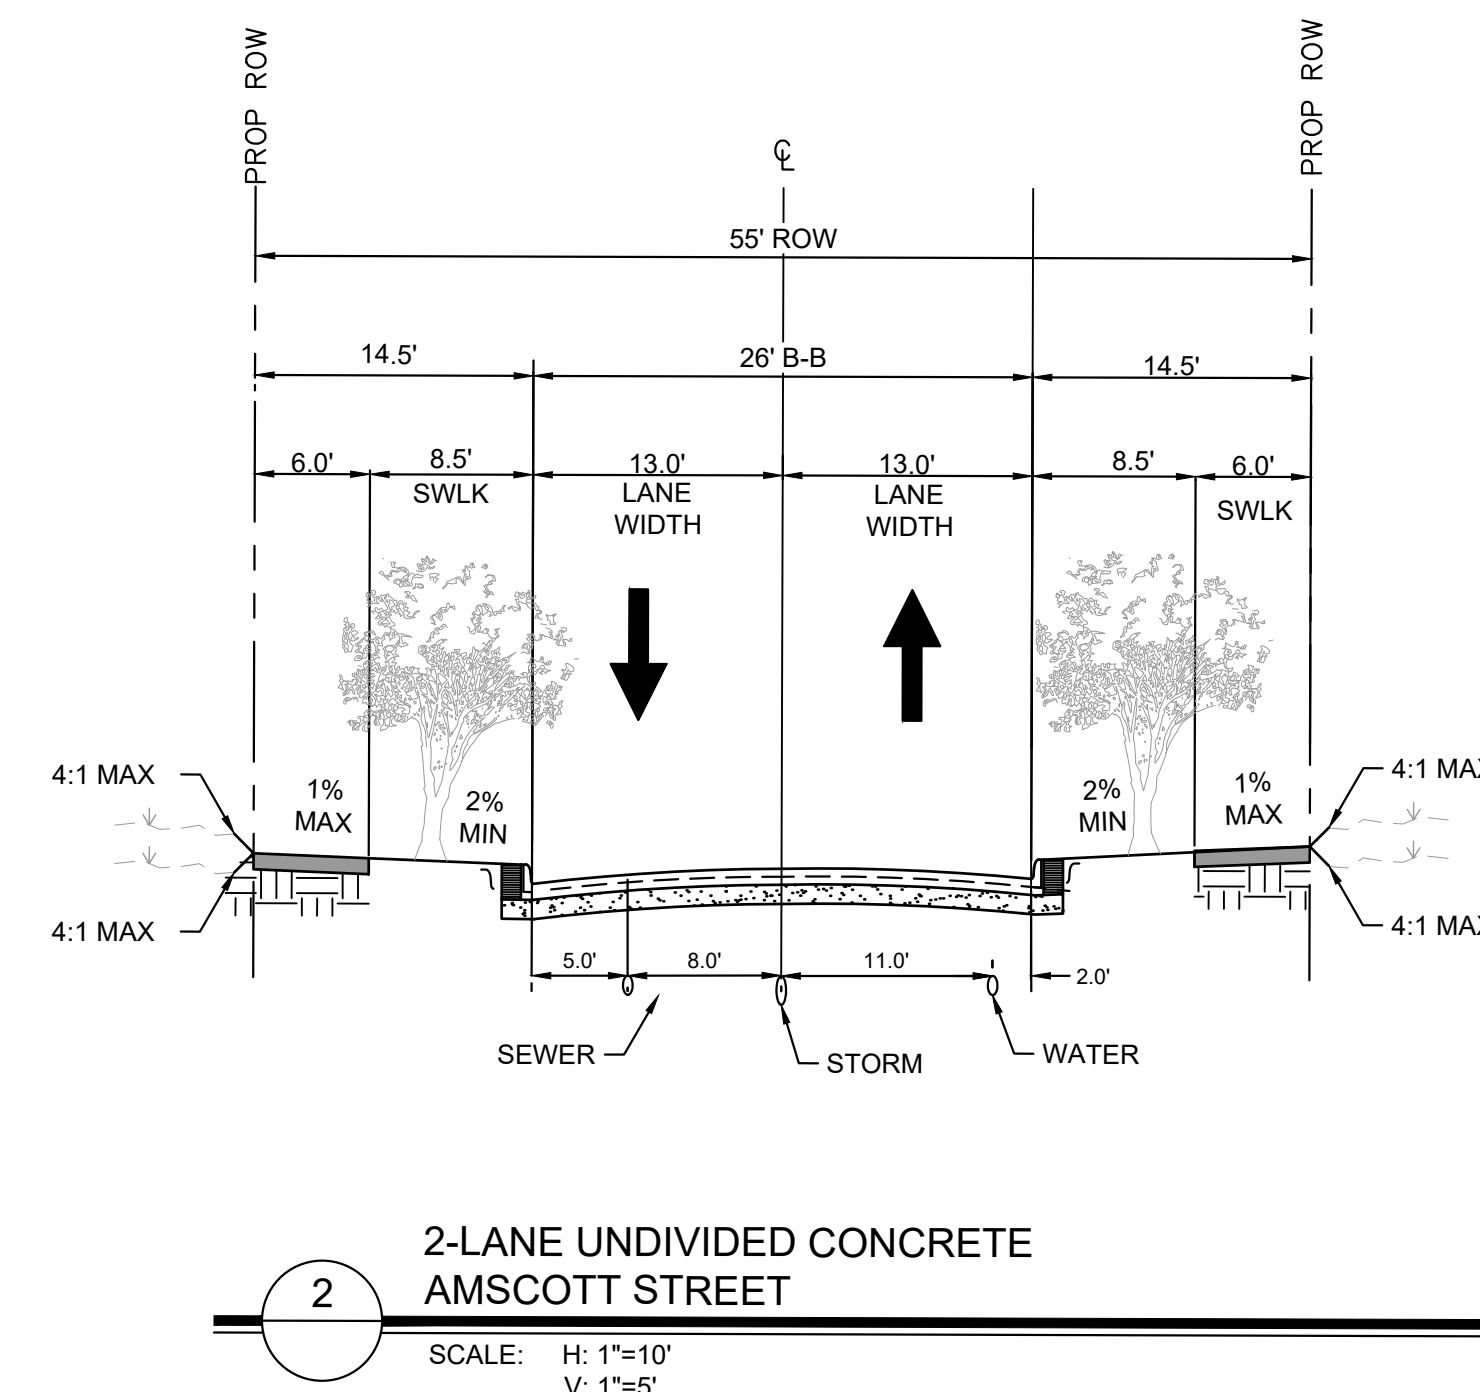 PROP ROW
PROP ROW
℄
55' ROW
14.5'
26' B-B
14.5'
6.0'
8.5'
13.0'
13.0'
8.5'
6.0'
SWLK
LANE
WIDTH
LANE
WIDTH
SWLK
4:1 MAX
1%
MAX
2%
MIN
2%
MIN
1%
MAX
4:1 MAX
4:1 MAX
4:1 MAX
5.0'
8.0'
11.0'
2.0'
SEWER
STORM
WATER
2-LANE UNDIVIDED CONCRETE
2
AMSCOTT STREET
SCALE: H: 1"=10'
V: 1"=5'